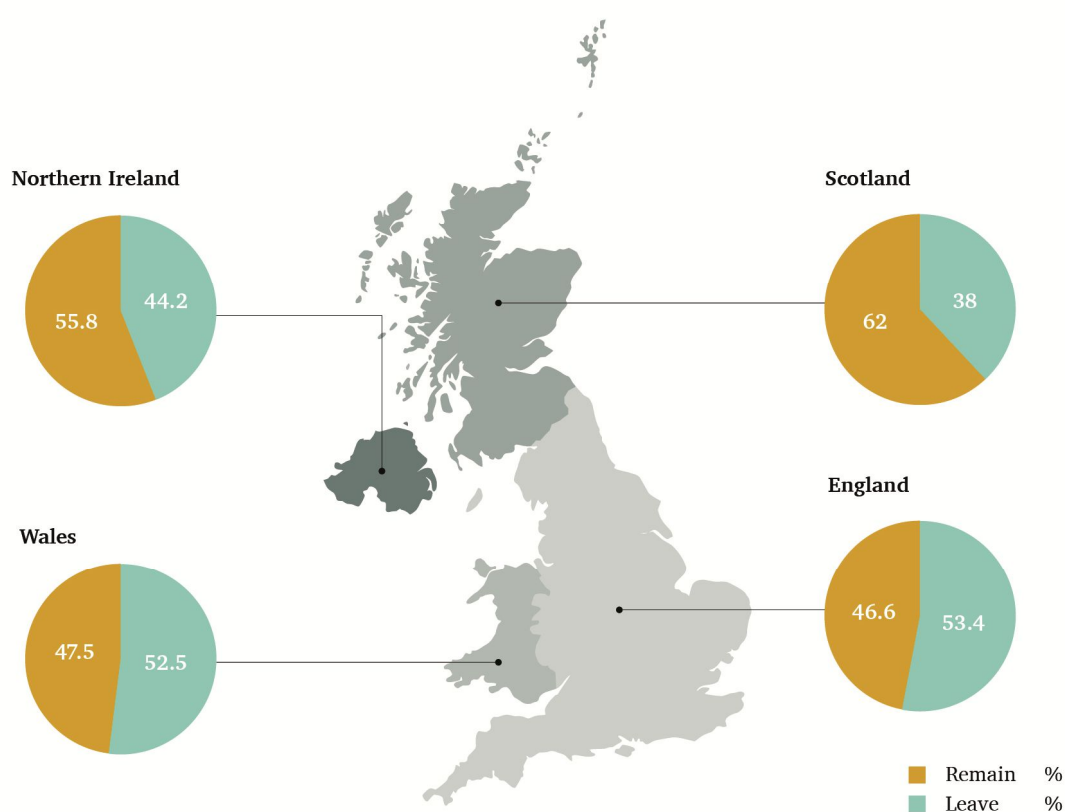 Northern Ireland
55.8
44.2
Scotland
62
38
Wales
47.5
52.5
England
46.6
53.4
Remain %
Leave %